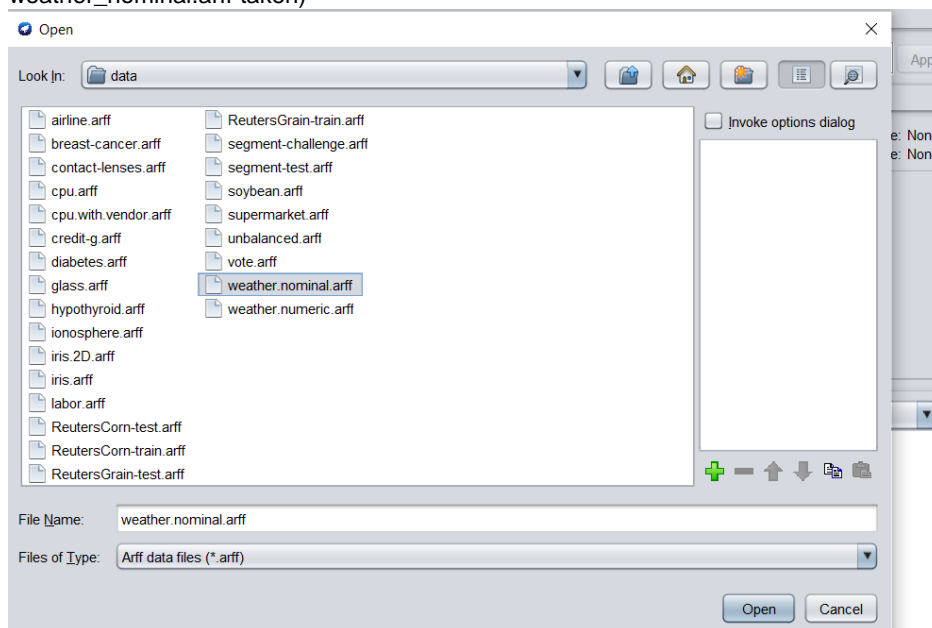 weather_nominal.arff taken)
Open
Look In: data
App
airline.arff
breast-cancer.arff
contact-lenses.arff
cpu.arff
cpu.with.vendor.arff
credit-g.arff
diabetes.arff
glass.arff
hypothyroid.arff
ionosphere.arff
iris.2D.arff
iris.arff
labor.arff
ReutersCorn-test.arff
ReutersCorn-train.arff
ReutersGrain-test.arff
ReutersGrain-train.arff
segment-challenge.arff
segment-test.arff
soybean.arff
supermarket.arff
unbalanced.arff
vote.arff
weather.nominal.arff
weather.numeric.arff
Invoke options dialog
e: Non
e: Non
File Name: weather.nominal.arff
Files of Type: Arff data files (*.arff)
Open Cancel